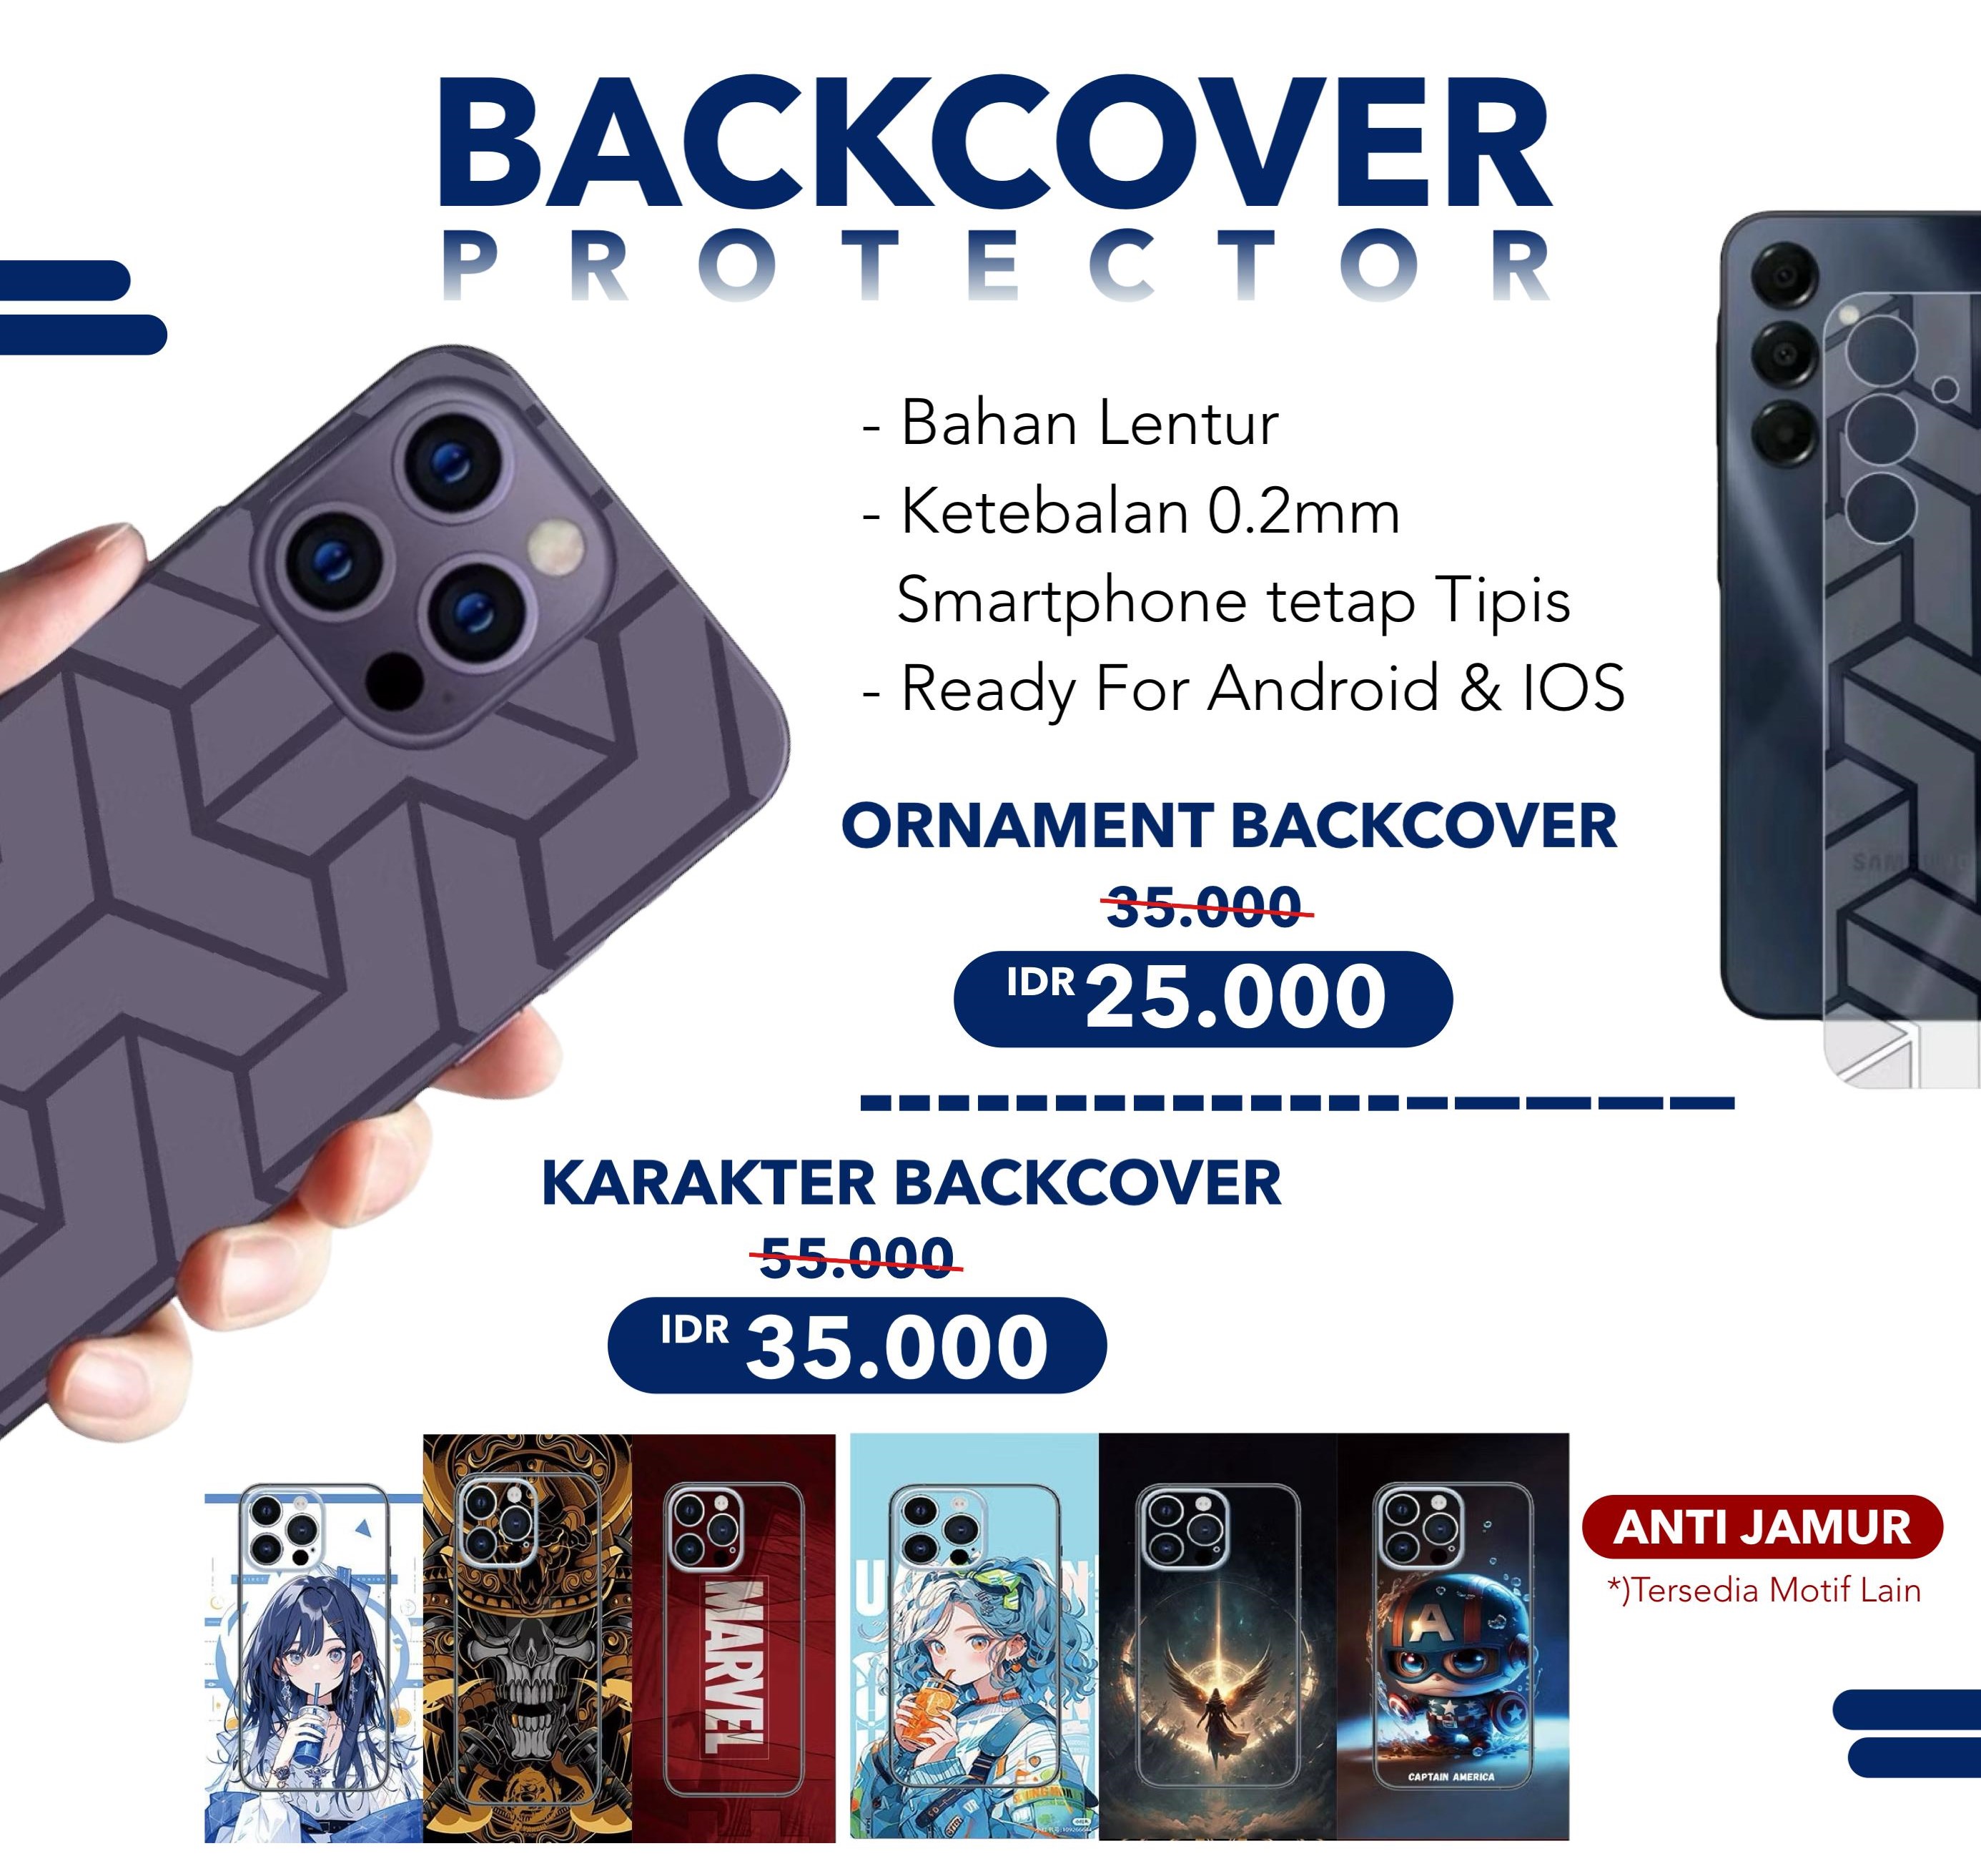 BACKCOVER
PROTECTOR
- Bahan Lentur
- Ketebalan 0.2mm
Smartphone tetap Tipis
- Ready For Android & IOS
SAMSUNG
ORNAMENT BACKCOVER
35.000
IDR 25.000
KARAKTER BACKCOVER
55.000
IDR 35.000
MARVEL
A
CAPTAIN AMERICA
ANTI JAMUR
*)Tersedia Motif Lain